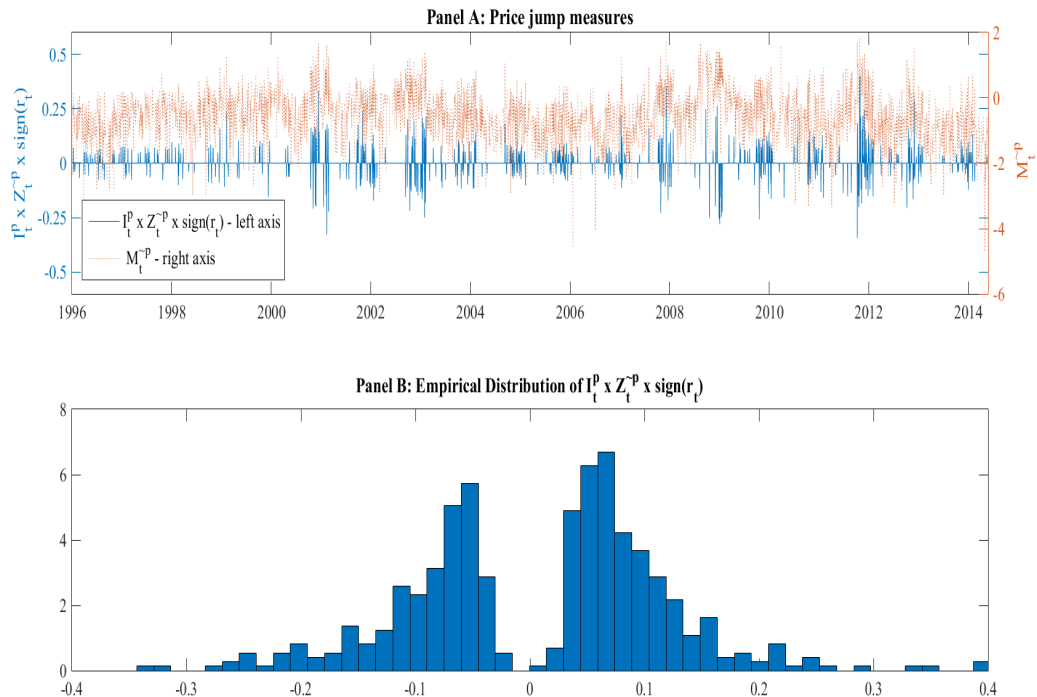 Panel A: Price jump measures
0.5
0.25
0
-0.25
-0.5
I_t^p x Z_t^~p x sign(r_t)
2
0
-2
-4
-6
M_t^~p
I_t^p x Z_t^~p x sign(r_t) - left axis
M_t^~p - right axis
1996 1998 2000 2002 2004 2006 2008 2010 2012 2014
Panel B: Empirical Distribution of I_t^p x Z_t^~p x sign(r_t)
8
6
4
2
0
-0.4 -0.3 -0.2 -0.1 0 0.1 0.2 0.3 0.4